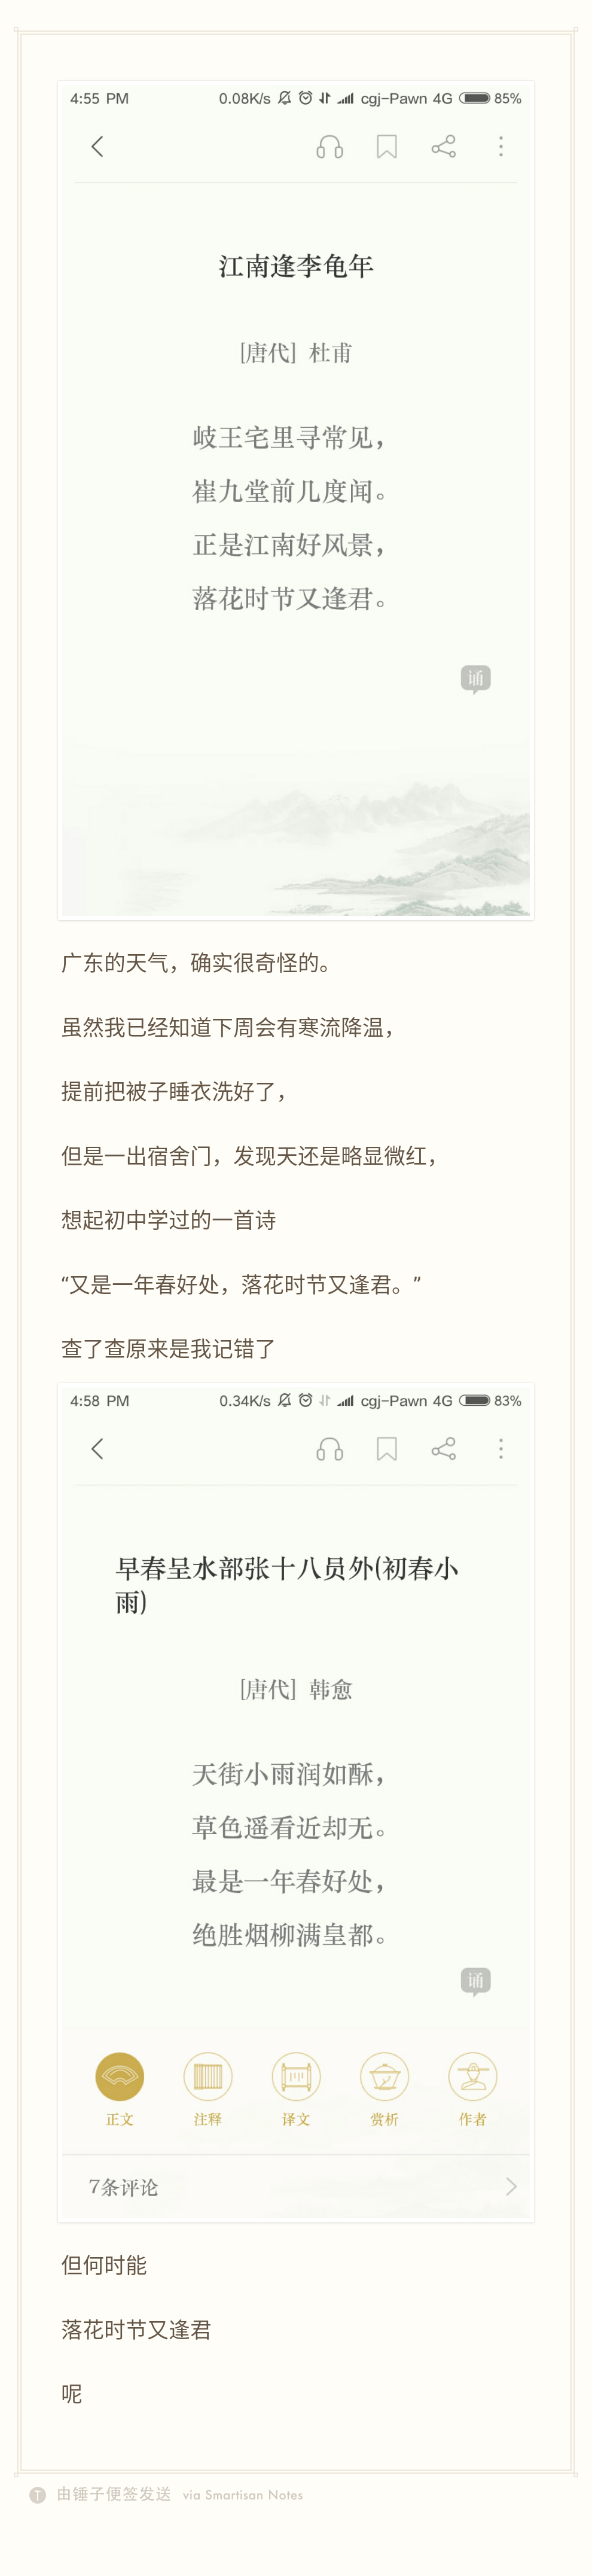 4:55 PM 0.08K/s cgj-Pawn 4G 85%
江南逢李龟年
[唐代] 杜甫
岐王宅里寻常见，
崔九堂前几度闻。
正是江南好风景，
落花时节又逢君。
诵
广东的天气，确实很奇怪的。
虽然我已经知道下周会有寒流降温，
提前把被子睡衣洗好了，
但是一出宿舍门，发现天还是略显微红，
想起初中学过的一首诗
“又是一年春好处，落花时节又逢君。”
查了查原来是我记错了
4:58 PM 0.34K/s cgj-Pawn 4G 83%
早春呈水部张十八员外(初春小
雨)
[唐代] 韩愈
天街小雨润如酥，
草色遥看近却无。
最是一年春好处，
绝胜烟柳满皇都。
诵
正文 注释 译文 赏析 作者
7条评论
但何时能
落花时节又逢君
呢
T 由锤子便签发送 via Smartisan Notes